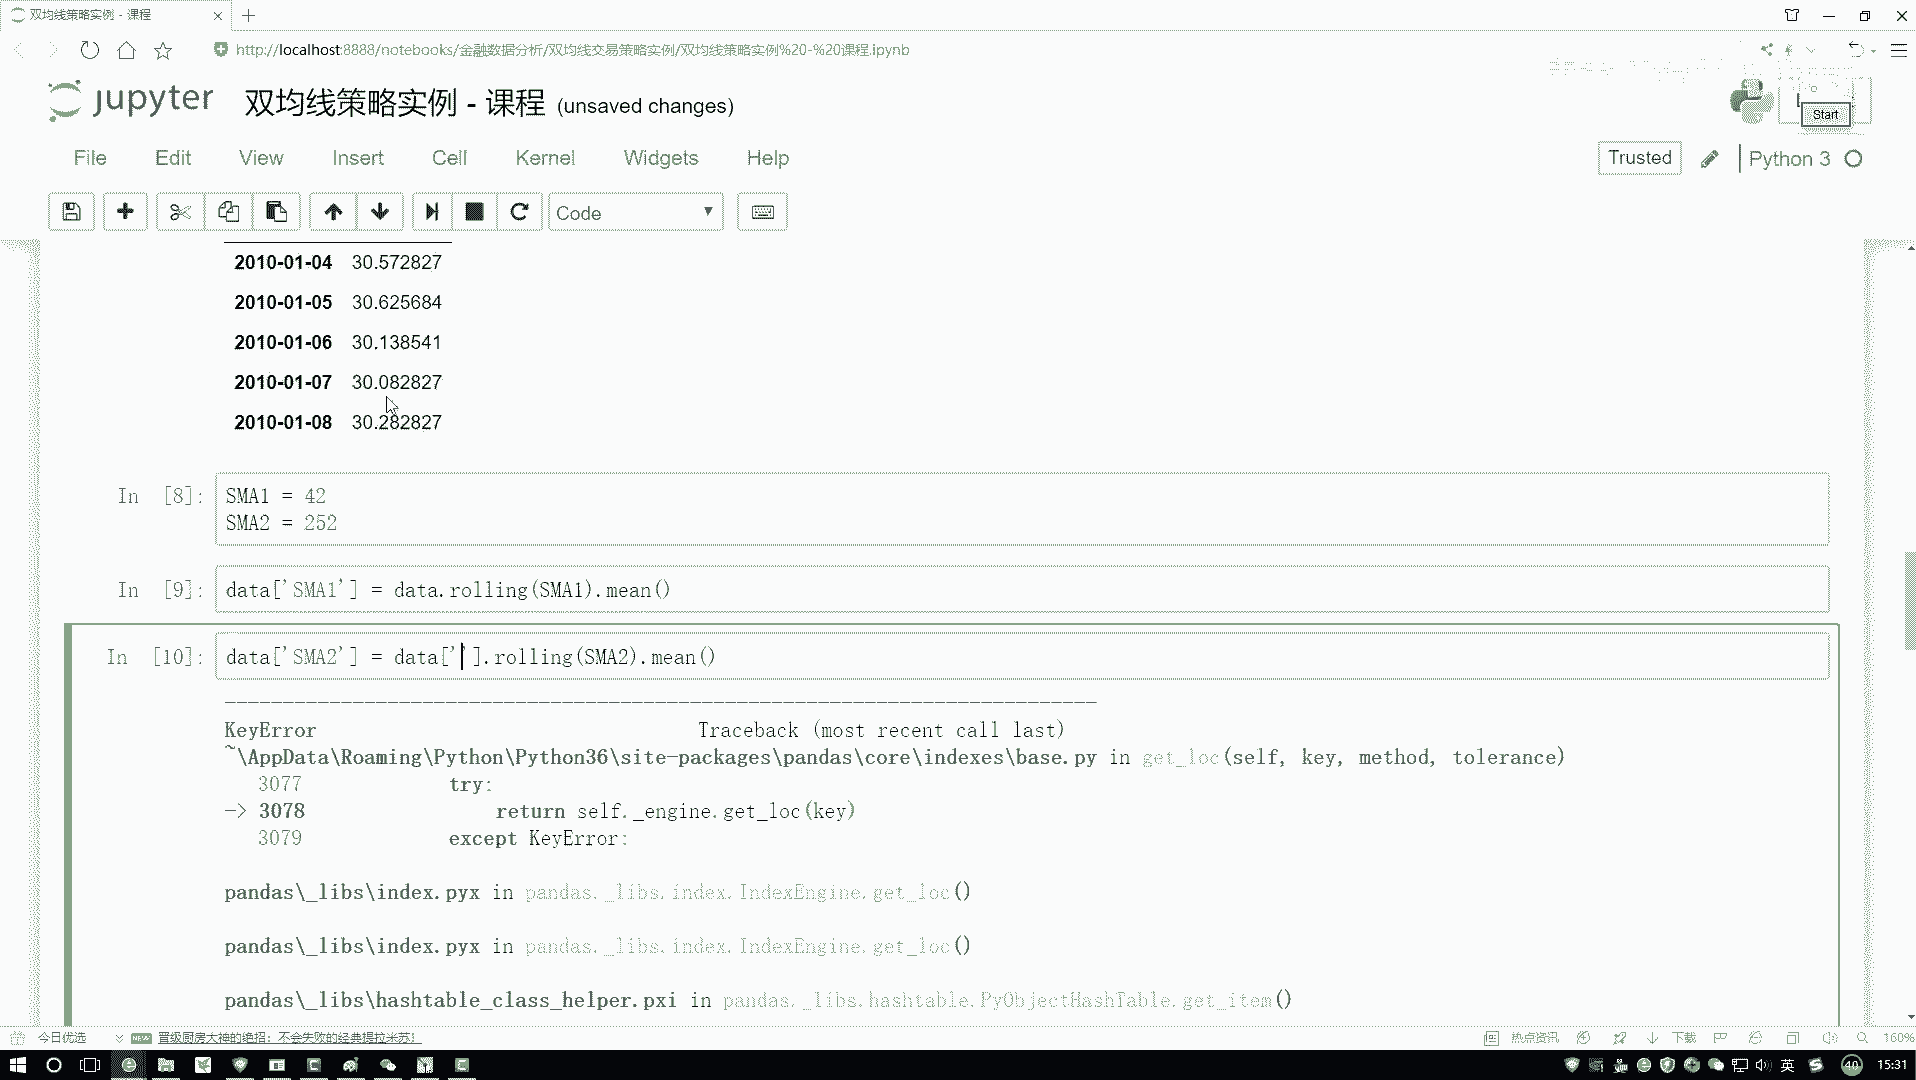 双均线策略实例 - 课程
http://localhost:8888/notebooks/金融数据分析/双均线交易策略实例/双均线策略实例%20-%20课程.ipynb
jupyter 双均线策略实例 - 课程 (unsaved changes)
Start
File Edit View Insert Cell Kernel Widgets Help
Trusted Python 3
Code
2010-01-04 30.572827
2010-01-05 30.625684
2010-01-06 30.138541
2010-01-07 30.082827
2010-01-08 30.282827
In [8]: SMA1 = 42
SMA2 = 252
In [9]: data['SMA1'] = data.rolling(SMA1).mean()
In [10]: data['SMA2'] = data[''].rolling(SMA2).mean()
KeyError Traceback (most recent call last)
~\AppData\Roaming\Python\Python36\site-packages\pandas\core\indexes\base.py in get_loc(self, key, method, tolerance)
3077 try:
-> 3078 return self._engine.get_loc(key)
3079 except KeyError:
pandas\_libs\index.pyx in pandas._libs.index.IndexEngine.get_loc()
pandas\_libs\index.pyx in pandas._libs.index.IndexEngine.get_loc()
pandas\_libs\hashtable_class_helper.pxi in pandas._libs.hashtable.PyObjectHashTable.get_item()
今日优选 NEW 晋级厨房大神的绝招：不会失败的经典提拉米苏！ 热点资讯 下载 160%
英 40 15:31